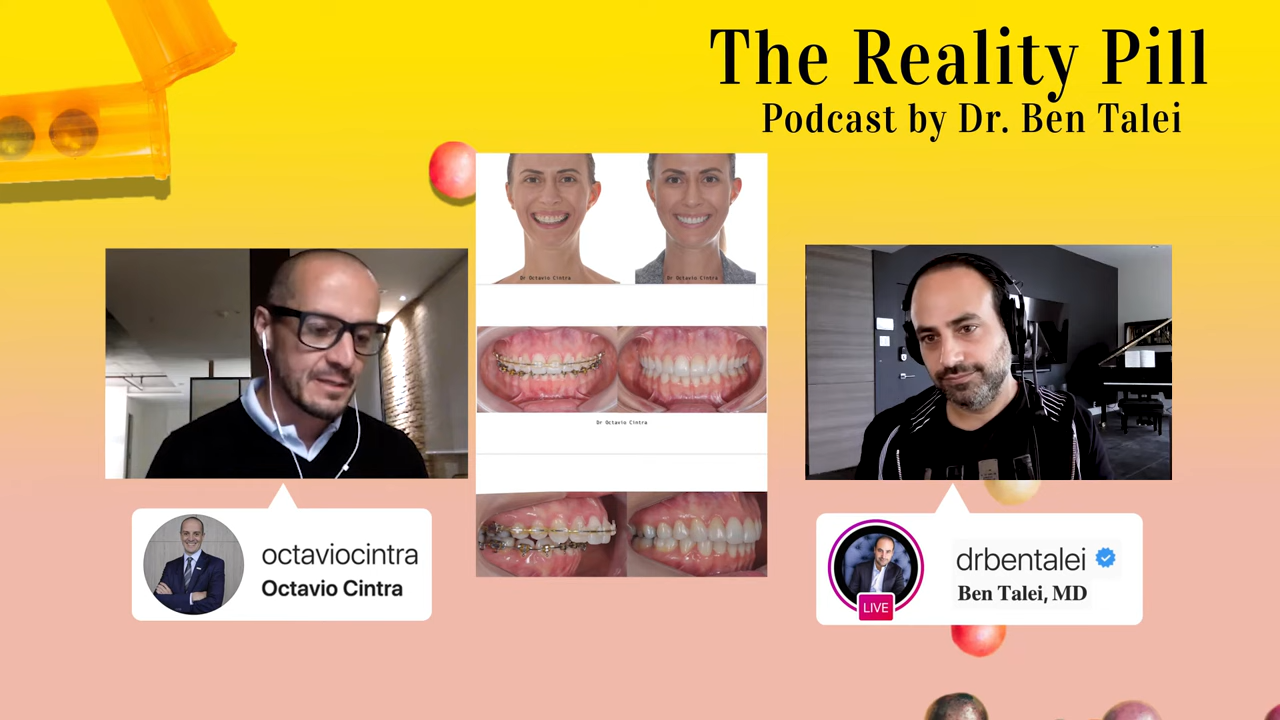 The Reality Pill
Podcast by Dr. Ben Talei
Dr Octavio Cintra
Dr Octavio Cintra
Dr Octavio Cintra
octaviocintra
Octavio Cintra
drbentalei
Ben Talei, MD
LIVE